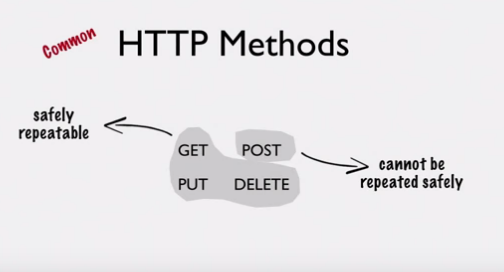 Common HTTP Methods
safely
repeatable
GET POST
PUT DELETE
cannot be
repeated safely